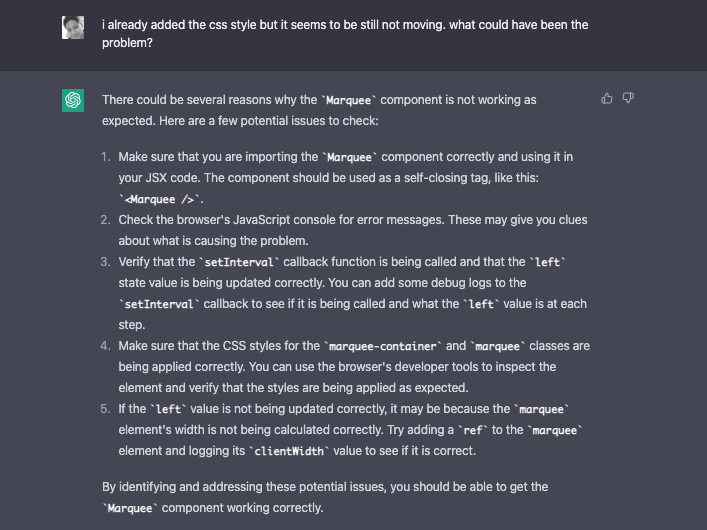 i already added the css style but it seems to be still not moving. what could have been the
problem?
There could be several reasons why the `Marquee` component is not working as
expected. Here are a few potential issues to check:
1. Make sure that you are importing the `Marquee` component correctly and using it in
your JSX code. The component should be used as a self-closing tag, like this:
`<Marquee />`.
2. Check the browser's JavaScript console for error messages. These may give you clues
about what is causing the problem.
3. Verify that the `setInterval` callback function is being called and that the `left`
state value is being updated correctly. You can add some debug logs to the
`setInterval` callback to see if it is being called and what the `left` value is at each
step.
4. Make sure that the CSS styles for the `marquee-container` and `marquee` classes are
being applied correctly. You can use the browser's developer tools to inspect the
element and verify that the styles are being applied as expected.
5. If the `left` value is not being updated correctly, it may be because the `marquee`
element's width is not being calculated correctly. Try adding a `ref` to the `marquee`
element and logging its `clientWidth` value to see if it is correct.
By identifying and addressing these potential issues, you should be able to get the
`Marquee` component working correctly.